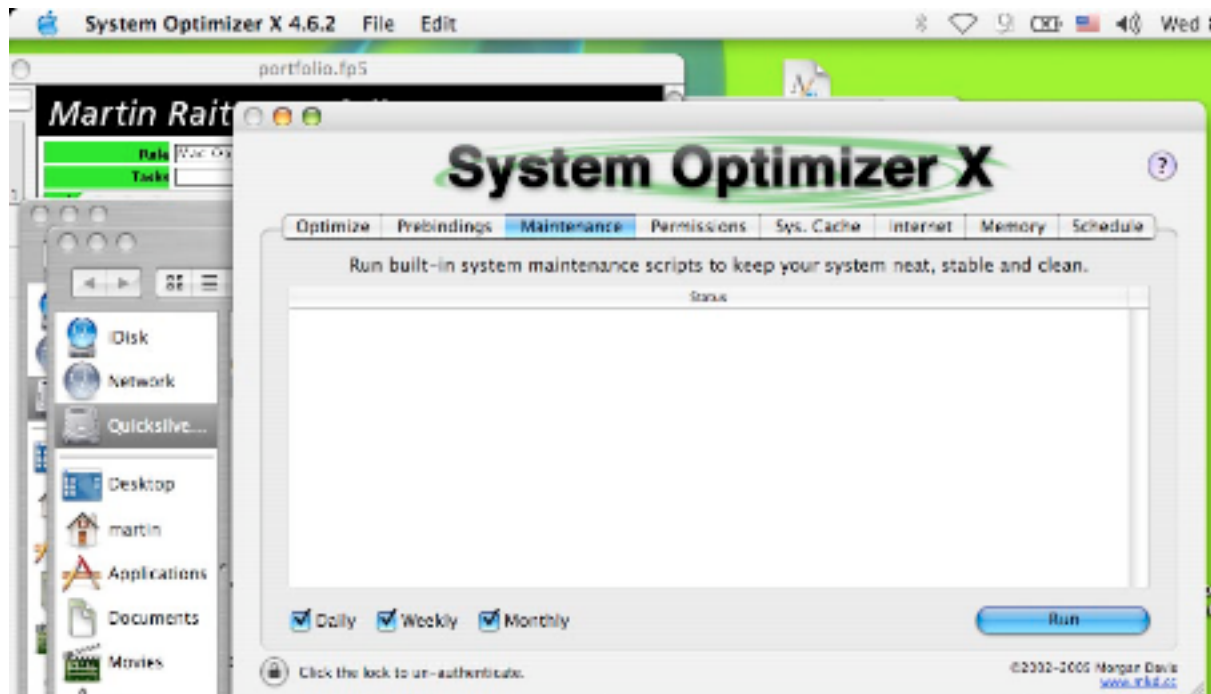 System Optimizer X 4.6.2 File Edit Wed
portfolio.fp5
Martin Rait
Role Mac
Tasks
System Optimizer X
?
Optimize Prebindings Maintenance Permissions Sys. Cache Internet Memory Schedule
Run built-in system maintenance scripts to keep your system neat, stable and clean.
Status
iDisk
Network
Quicksilve...
Desktop
martin
Applications
Documents
Movies
Daily Weekly Monthly
Run
Click the lock to un-authenticate.
©2002-2005 Morgan Davis
www.mkd.cc